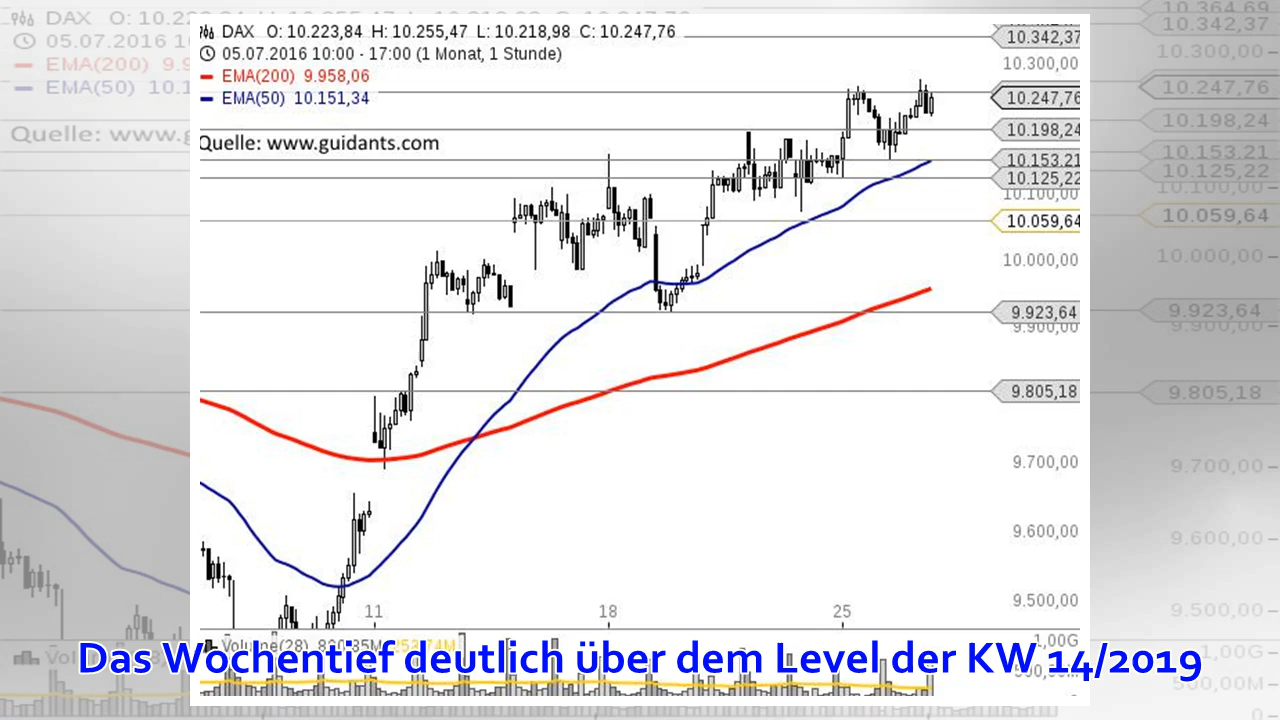 DAX O: 10.223,84 H: 10.255,47 L: 10.218,98 C: 10.247,76
05.07.2016 10:00 - 17:00 (1 Monat, 1 Stunde)
EMA(200) 9.958,06
EMA(50) 10.151,34
Quelle: www.guidants.com
10.342,37
10.300,00
10.247,76
10.198,24
10.153,21
10.125,22
10.100,00
10.059,64
10.000,00
9.923,64
9.900,00
9.805,18
9.700,00
9.600,00
9.500,00
11 18 25
Volume(28)
1,00G
Das Wochentief deutlich über dem Level der KW 14/2019